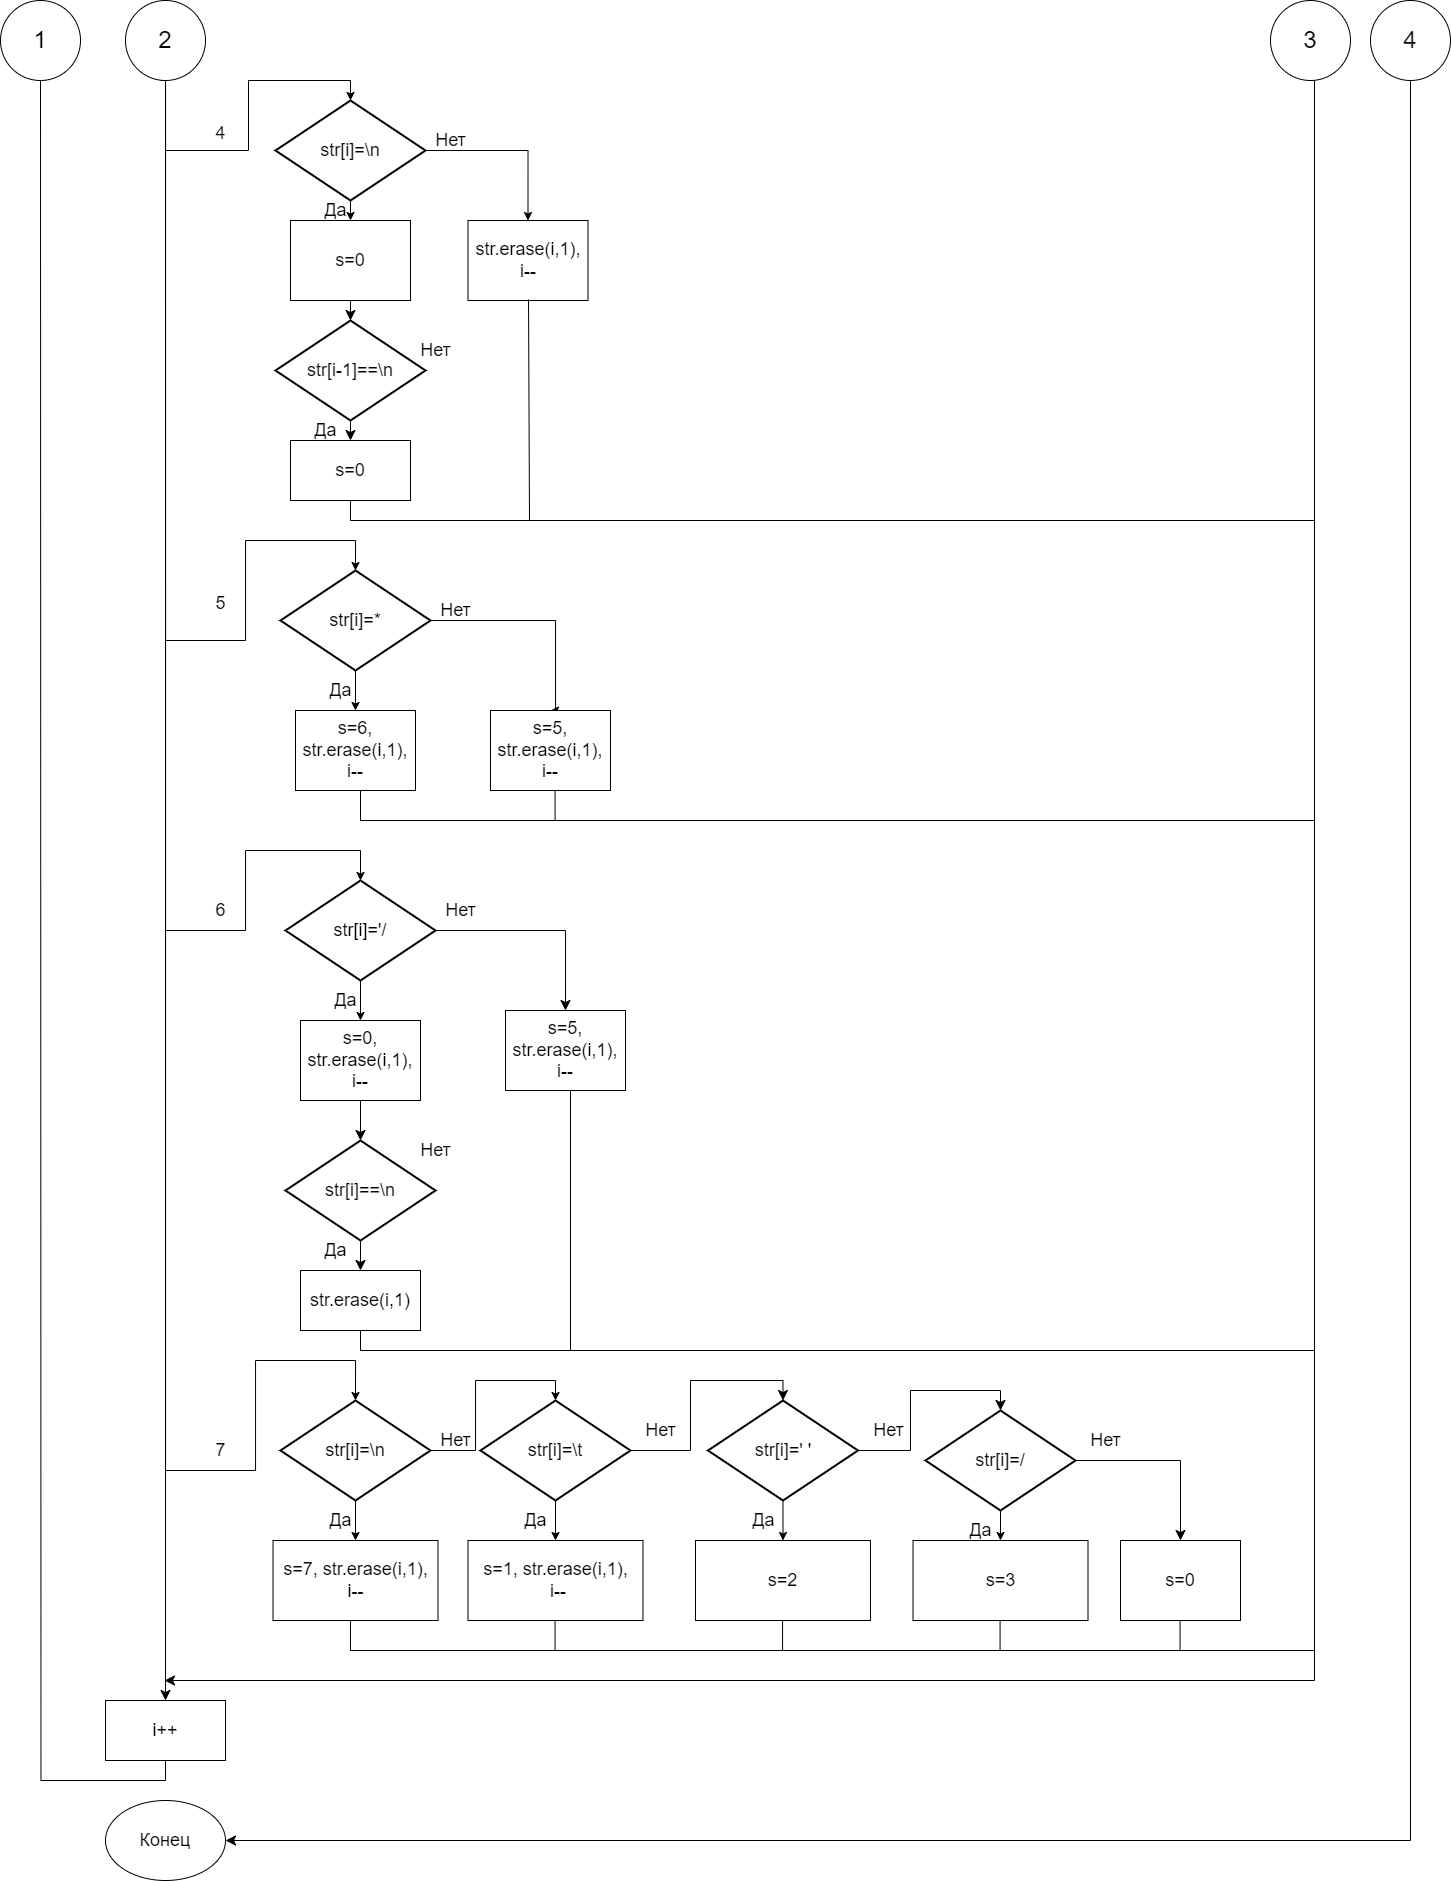 1
2
3
4
4
str[i]=\n
Нет
Да
s=0
str.erase(i,1),
i--
str[i-1]==\n
Нет
Да
s=0
5
str[i]=*
Нет
Да
s=6,
str.erase(i,1),
i--
s=5,
str.erase(i,1),
i--
6
str[i]='/
Нет
Да
s=0,
str.erase(i,1),
i--
s=5,
str.erase(i,1),
i--
Нет
str[i]==\n
Да
str.erase(i,1)
7
str[i]=\n
Нет
str[i]=\t
Нет
str[i]=' '
Нет
str[i]=/
Нет
Да
Да
Да
Да
s=7, str.erase(i,1),
i--
s=1, str.erase(i,1),
i--
s=2
s=3
s=0
i++
Конец